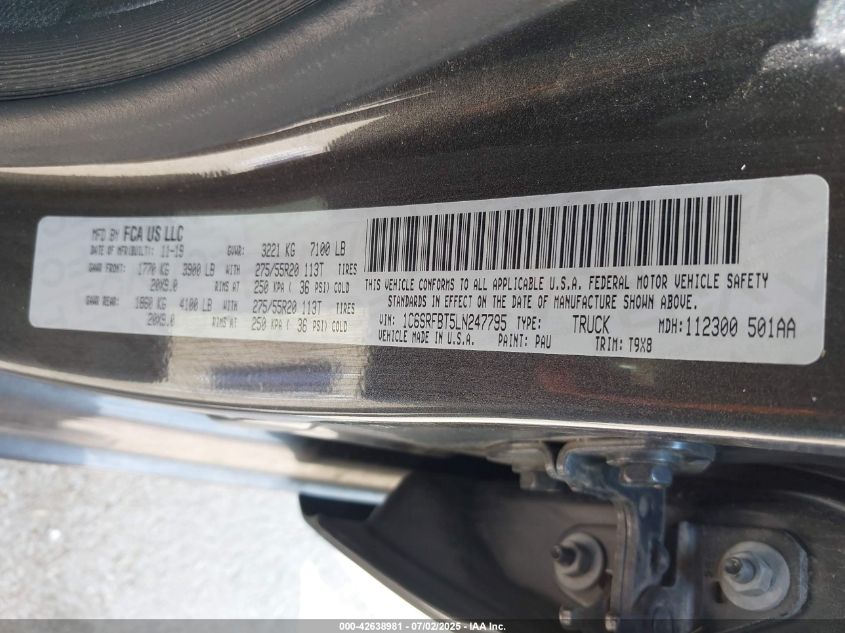 MFD BY FCA US LLC
DATE OF MFR(BUILT): 11-19 GVWR: 3221 KG 7100 LB
GAWR FRONT: 1770 KG 3900 LB WITH 275/55R20 113T TIRES
20X9.0 RIMS AT 250 KPA ( 36 PSI) COLD
GAWR REAR: 1860 KG 4100 LB WITH 275/55R20 113T TIRES
20X9.0 RIMS AT 250 KPA ( 36 PSI) COLD
THIS VEHICLE CONFORMS TO ALL APPLICABLE U.S.A. FEDERAL MOTOR VEHICLE SAFETY
STANDARDS IN EFFECT ON THE DATE OF MANUFACTURE SHOWN ABOVE.
VIN: 1C6SRFBT5LN247795 TYPE: TRUCK MDH: 112300 501AA
VEHICLE MADE IN U.S.A. PAINT: PAU TRIM: T9X8
000-42638981 - 07/02/2025 - IAA Inc.